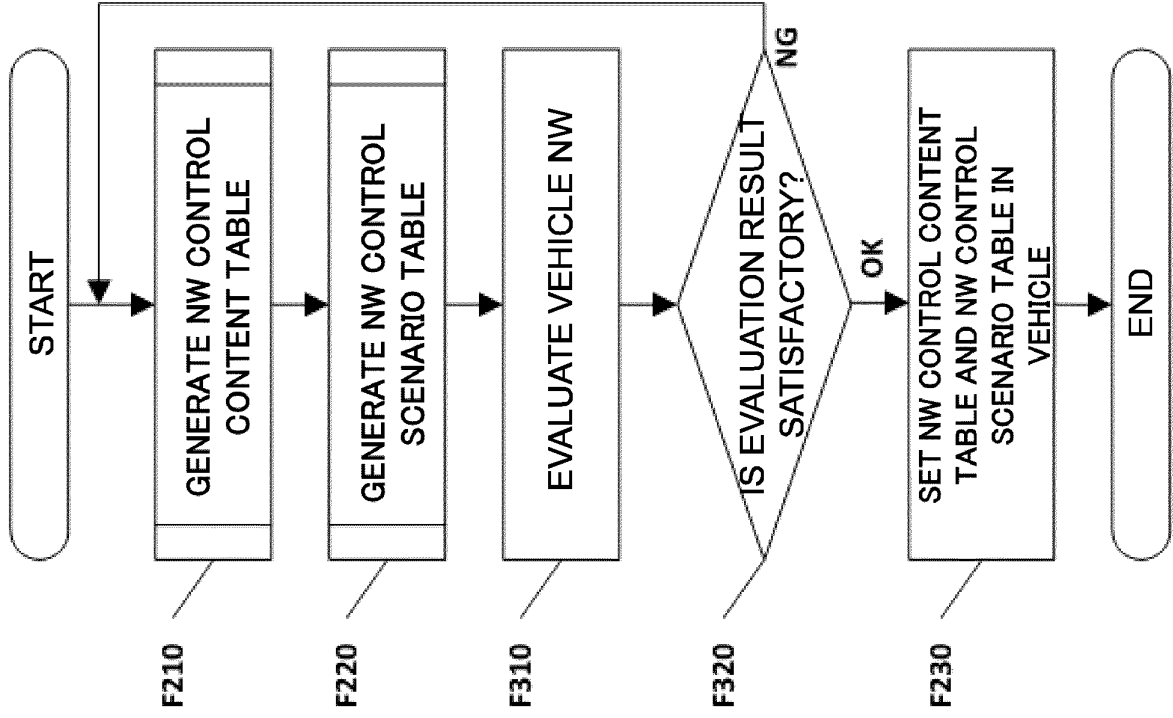 START
F210
GENERATE NW CONTROL
CONTENT TABLE
F220
GENERATE NW CONTROL
SCENARIO TABLE
F310
EVALUATE VEHICLE NW
F320
IS EVALUATION RESULT
SATISFACTORY?
NG
OK
F230
SET NW CONTROL CONTENT
TABLE AND NW CONTROL
SCENARIO TABLE IN
VEHICLE
END